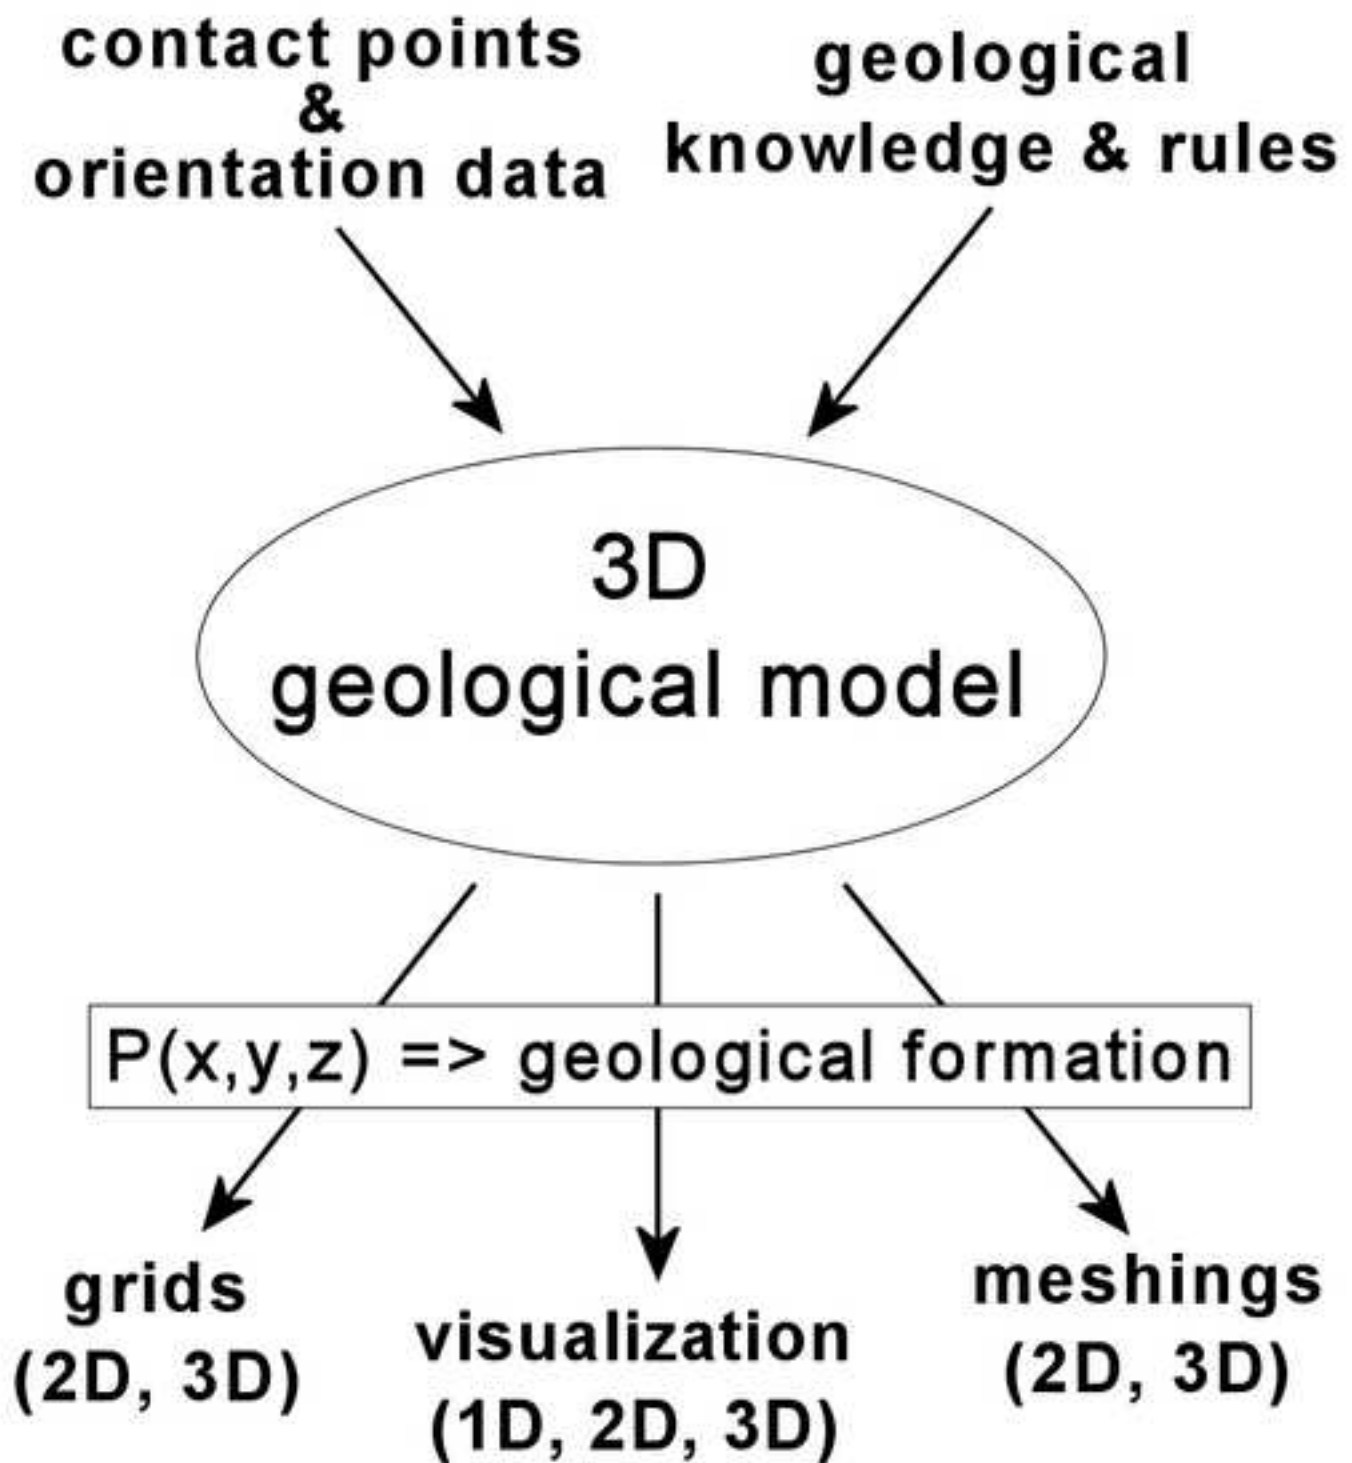 contact points
&
orientation data
geological
knowledge & rules
3D
geological model
P(x,y,z) => geological formation
grids
(2D, 3D)
visualization
(1D, 2D, 3D)
meshings
(2D, 3D)